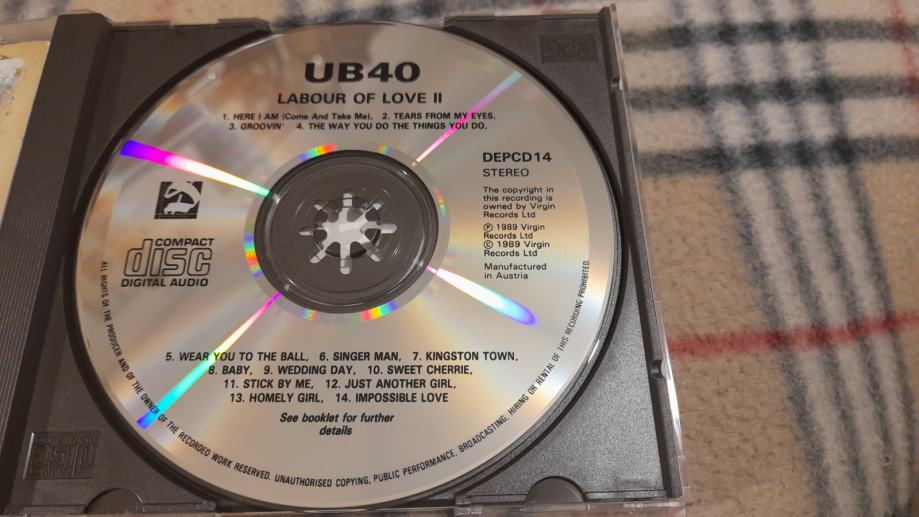 UB40
LABOUR OF LOVE II
1. HERE I AM (Come And Take Me), 2. TEARS FROM MY EYES,
3. GROOVIN' 4. THE WAY YOU DO THE THINGS YOU DO,
DEPCD14
STEREO
The copyright in
this recording is
owned by Virgin
Records Ltd
Ⓟ 1989 Virgin
Records Ltd
© 1989 Virgin
Records Ltd
Manufactured
in Austria
COMPACT
disc
DIGITAL AUDIO
5. WEAR YOU TO THE BALL, 6. SINGER MAN, 7. KINGSTON TOWN,
8. BABY, 9. WEDDING DAY, 10. SWEET CHERRIE,
11. STICK BY ME, 12. JUST ANOTHER GIRL,
13. HOMELY GIRL, 14. IMPOSSIBLE LOVE
See booklet for further
details
ALL RIGHTS OF THE PRODUCER AND OF THE OWNER OF THE RECORDED WORK RESERVED. UNAUTHORISED COPYING, PUBLIC PERFORMANCE, BROADCASTING, HIRING OR RENTAL OF THIS RECORDING PROHIBITED.